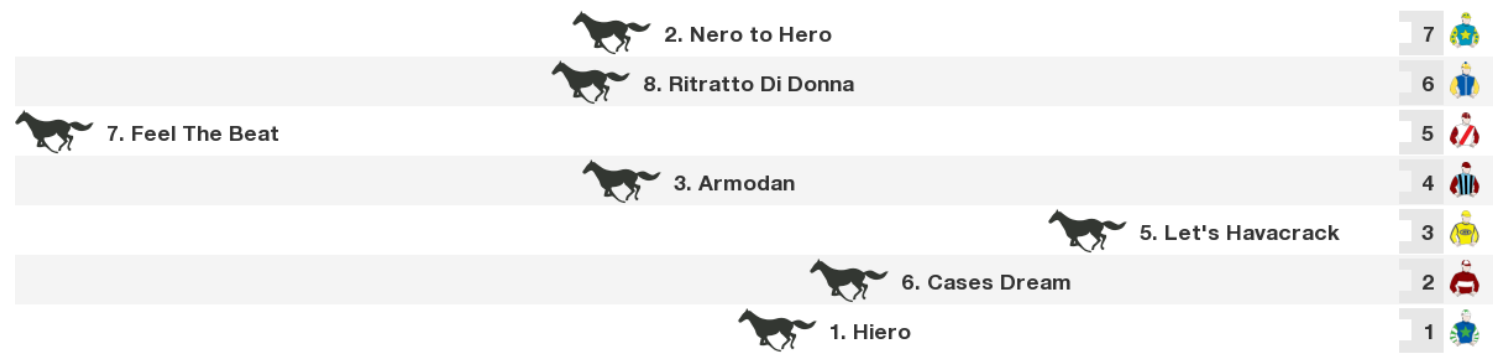 2. Nero to Hero 7
8. Ritratto Di Donna 6
7. Feel The Beat 5
3. Armodan 4
5. Let's Havacrack 3
6. Cases Dream 2
1. Hiero 1